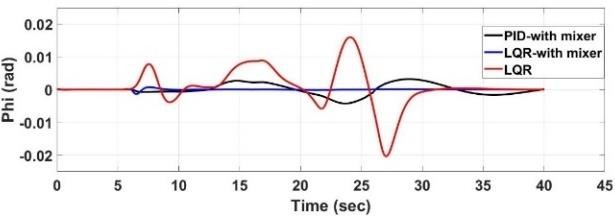 Phi (rad)
0.02
0.01
0
-0.01
-0.02
PID-with mixer
LQR-with mixer
LQR
0 5 10 15 20 25 30 35 40 45
Time (sec)